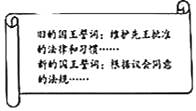 旧的国王誓词：维护先王批准
的法律和习惯……
新的国王誓词：根据议会同意
的法规……